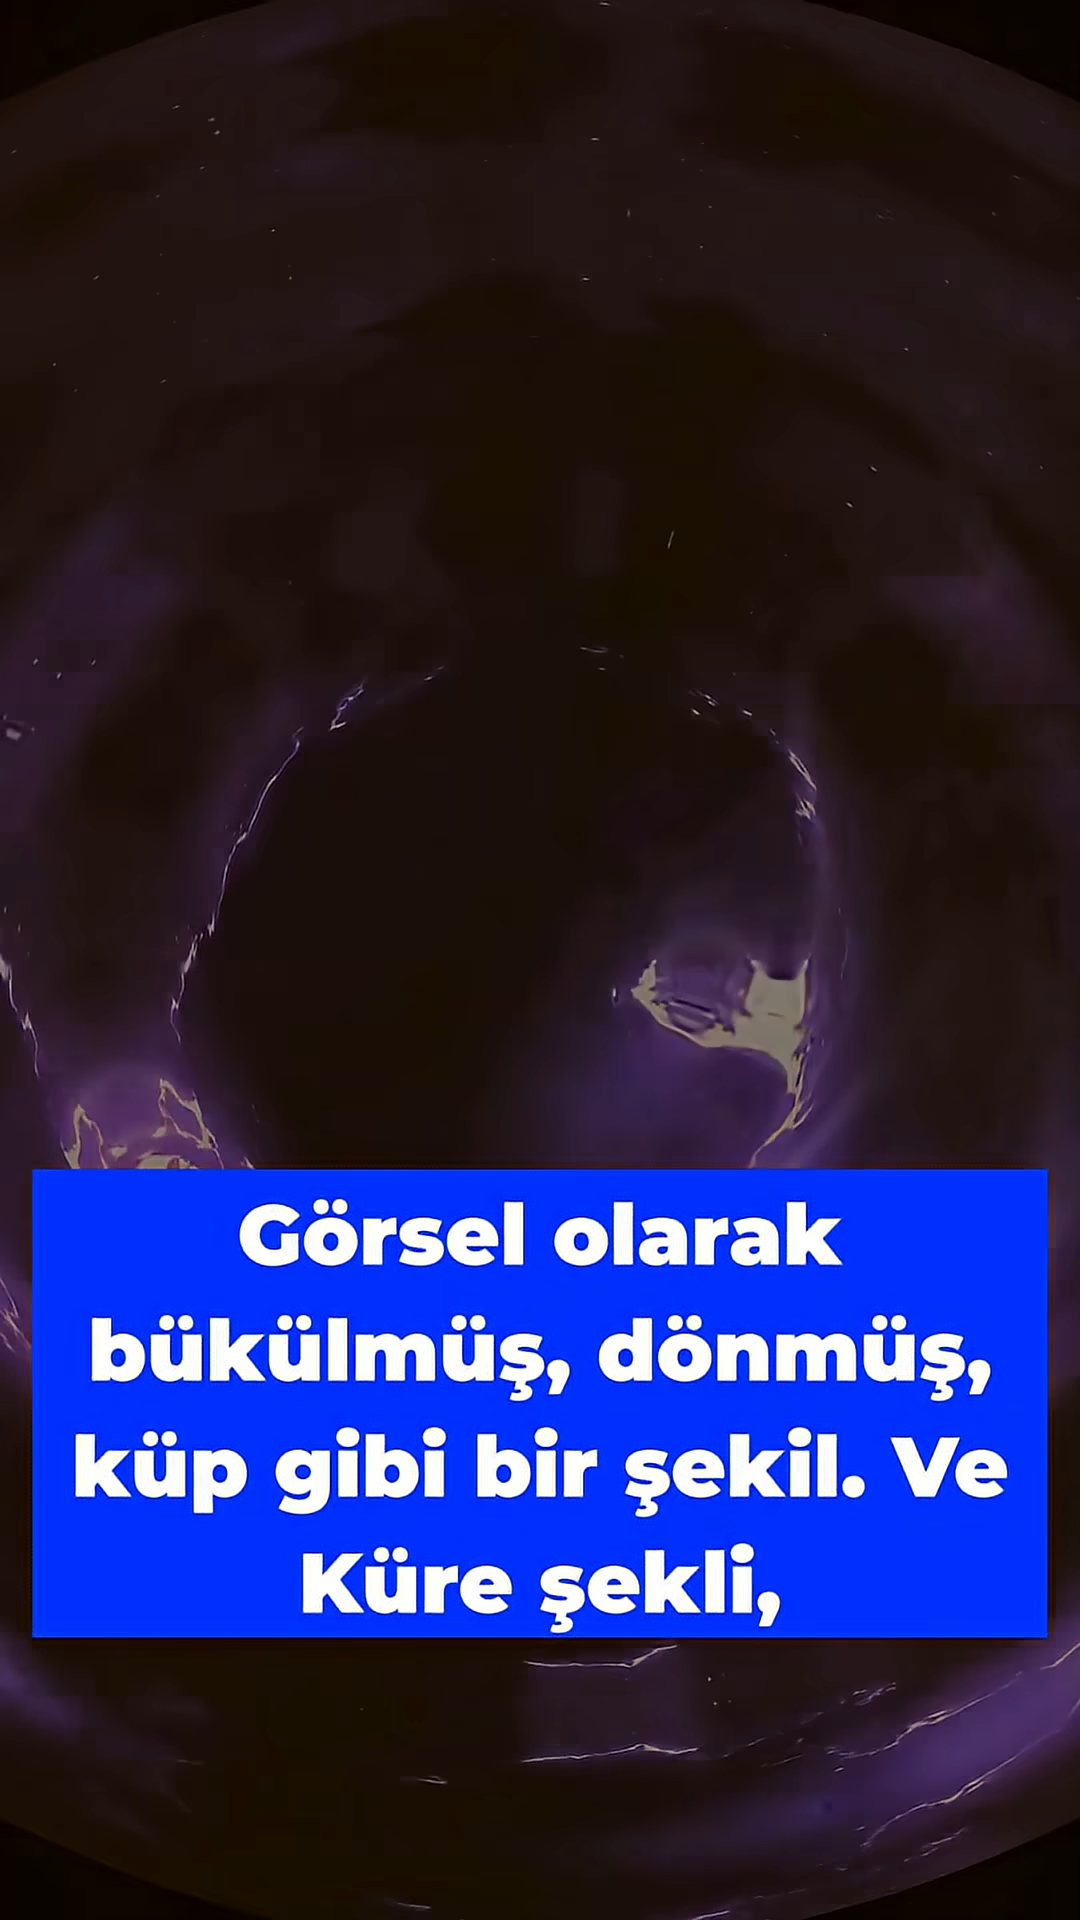 Görsel olarak
bükülmüş, dönmüş,
küp gibi bir şekil. Ve
Küre şekli,